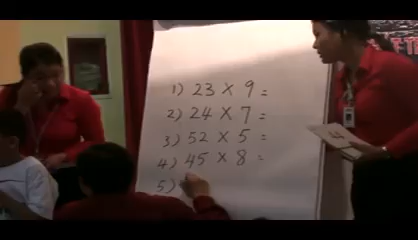 1) 23 X 9 =
2) 24 X 7 =
3) 52 X 5 =
4) 45 X 8 =
5)